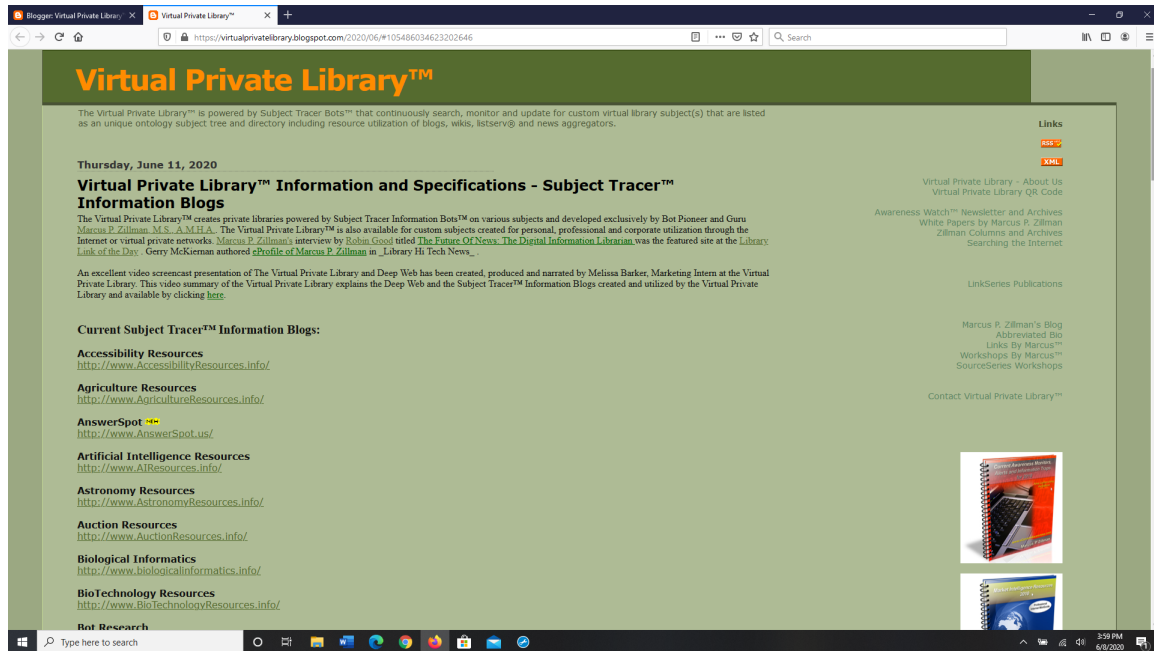 Blogger: Virtual Private Library
Virtual Private Library™
https://virtualprivatelibrary.blogspot.com/2020/06/#105486034623202646
Search
Virtual Private Library™
The Virtual Private Library™ is powered by Subject Tracer Bots™ that continuously search, monitor and update for custom virtual library subject(s) that are listed
as an unique ontology subject tree and directory including resource utilization of blogs, wikis, listserv® and news aggregators.
Thursday, June 11, 2020
Virtual Private Library™ Information and Specifications - Subject Tracer™
Information Blogs
The Virtual Private Library™ creates private libraries powered by Subject Tracer Information Bots™ on various subjects and developed exclusively by Bot Pioneer and Guru
Marcus P. Zillman, M.S., A.M.H.A.. The Virtual Private Library™ is also available for custom subjects created for personal, professional and corporate utilization through the
Internet or virtual private networks. Marcus P. Zillman's interview by Robin Good titled The Future Of News: The Digital Information Librarian was the featured site at the Library
Link of the Day . Gerry McKiernan authored eProfile of Marcus P. Zillman in _Library Hi Tech News_ .
An excellent video screencast presentation of The Virtual Private Library and Deep Web has been created, produced and narrated by Melissa Barker, Marketing Intern at the Virtual
Private Library. This video summary of the Virtual Private Library explains the Deep Web and the Subject Tracer™ Information Blogs created and utilized by the Virtual Private
Library and available by clicking here.
Current Subject Tracer™ Information Blogs:
Accessibility Resources
http://www.AccessibilityResources.info/
Agriculture Resources
http://www.AgricultureResources.info/
AnswerSpot NEW
http://www.AnswerSpot.us/
Artificial Intelligence Resources
http://www.AIResources.info/
Astronomy Resources
http://www.AstronomyResources.info/
Auction Resources
http://www.AuctionResources.info/
Biological Informatics
http://www.biologicalinformatics.info/
BioTechnology Resources
http://www.BioTechnologyResources.info/
Bot Research
Links
RSS
XML
Virtual Private Library - About Us
Virtual Private Library QR Code
Awareness Watch™ Newsletter and Archives
White Papers by Marcus P. Zillman
Zillman Columns and Archives
Searching the Internet
LinkSeries Publications
Marcus P. Zillman's Blog
Abbreviated Bio
Links By Marcus™
Workshops By Marcus™
SourceSeries Workshops
Contact Virtual Private Library™
Type here to search
3:59 PM
6/8/2020